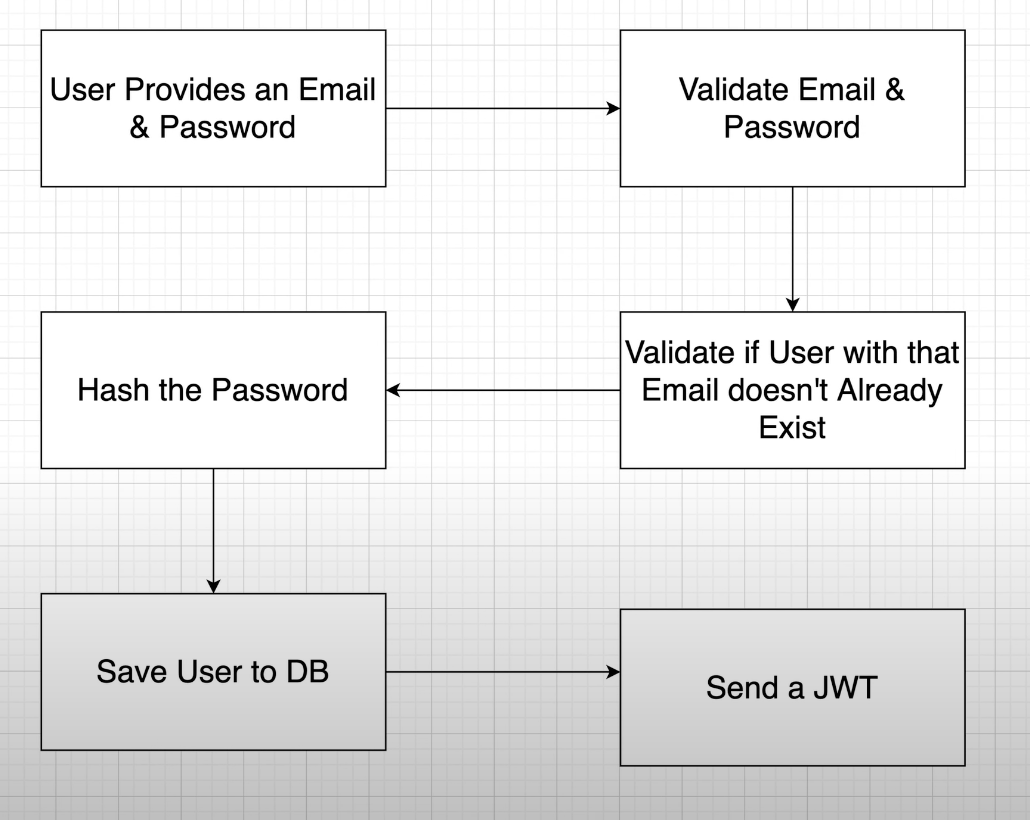 User Provides an Email
& Password
Validate Email &
Password
Validate if User with that
Email doesn't Already
Exist
Hash the Password
Save User to DB
Send a JWT